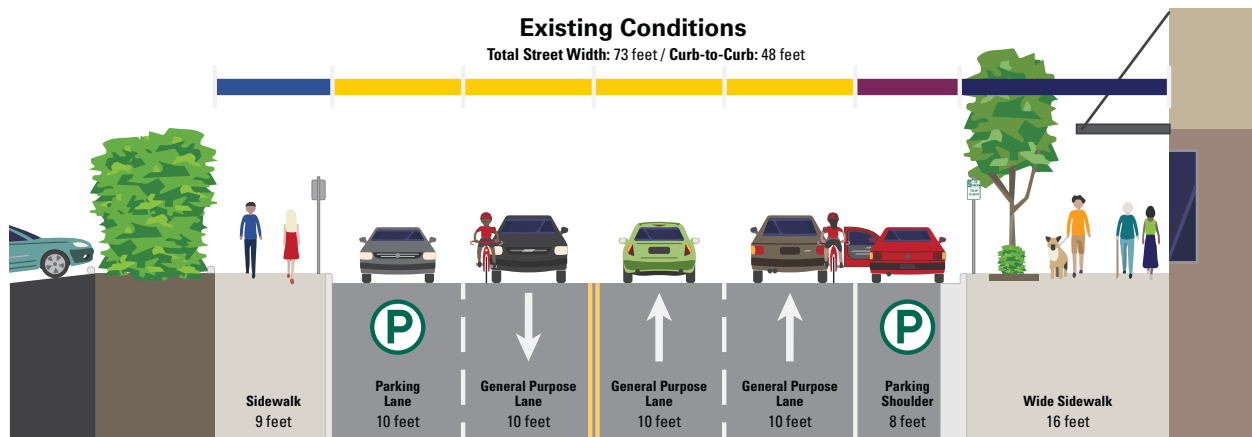 Existing Conditions
Total Street Width: 73 feet / Curb-to-Curb: 48 feet
Sidewalk
9 feet
P
Parking
Lane
10 feet
General Purpose
Lane
10 feet
General Purpose
Lane
10 feet
General Purpose
Lane
10 feet
P
Parking
Shoulder
8 feet
Wide Sidewalk
16 feet